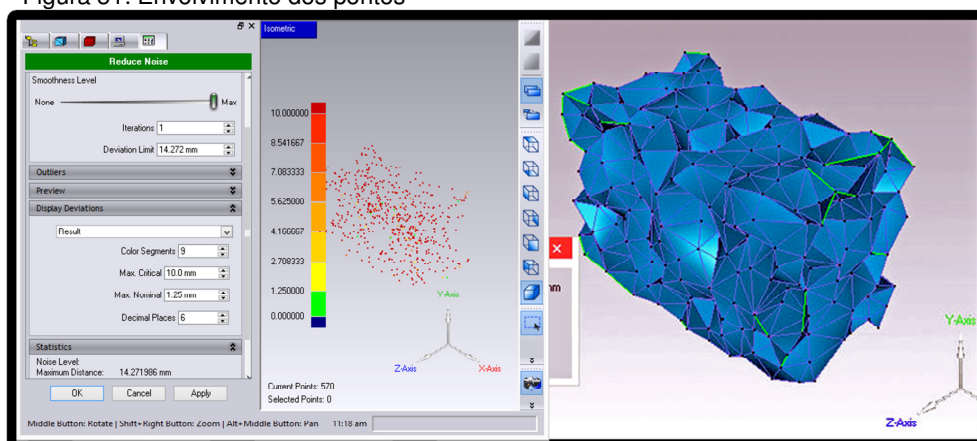 Figura 31: Envolvimento dos pontos
Reduce Noise
Smoothness Level
None
Max
Iterations 1
Deviation Limit 14.272 mm
Outliers
Preview
Display Deviations
Result
Color Segments 9
Max. Critical 10.0 mm
Max. Nominal 1.25 mm
Decimal Places 6
Statistics
Noise Level:
Maximum Distance: 14.271986 mm
OK Cancel Apply
Isometric
10.000000
8.541667
7.083333
5.625000
4.166667
2.708333
1.250000
0.000000
Y-Axis
Z-Axis
X-Axis
Current Points: 570
Selected Points: 0
Middle Button: Rotate | Shift+Right Button: Zoom | Alt+Middle Button: Pan 11:18 am
Y-Axis
Z-Axis